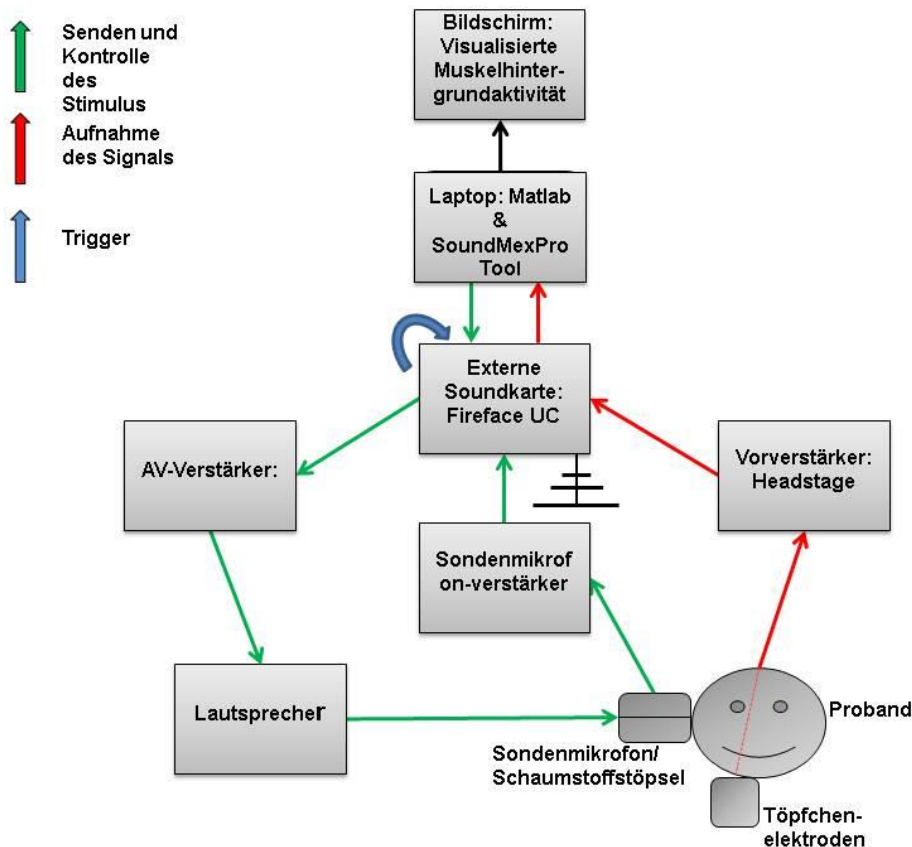 Senden und
Kontrolle
des
Stimulus
Aufnahme
des Signals
Trigger
Bildschirm:
Visualisierte
Muskelhinter-
grundaktivität
Laptop: Matlab
&
SoundMexPro
Tool
Externe
Soundkarte:
Fireface UC
AV-Verstärker:
Vorverstärker:
Headstage
Sondenmikrof
on-verstärker
Lautsprecher
Proband
Sondenmikrofon/
Schaumstoffstöpsel
Töpfchen-
elektroden